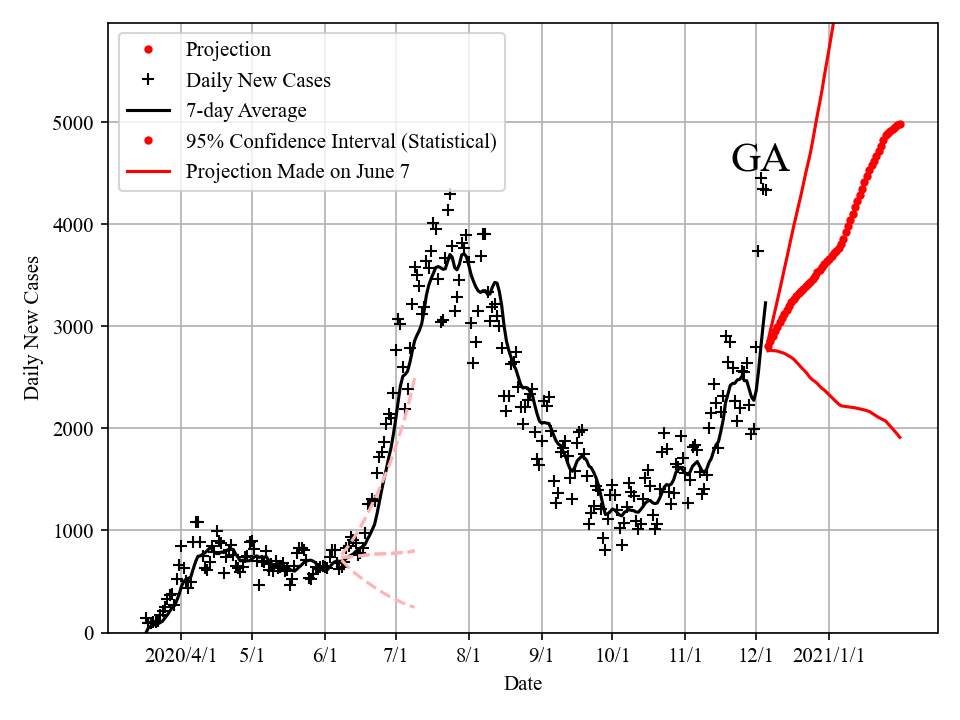 Projection
Daily New Cases
7-day Average
95% Confidence Interval (Statistical)
Projection Made on June 7
GA
Daily New Cases
5000
4000
3000
2000
1000
0
2020/4/1 5/1 6/1 7/1 8/1 9/1 10/1 11/1 12/1 2021/1/1
Date